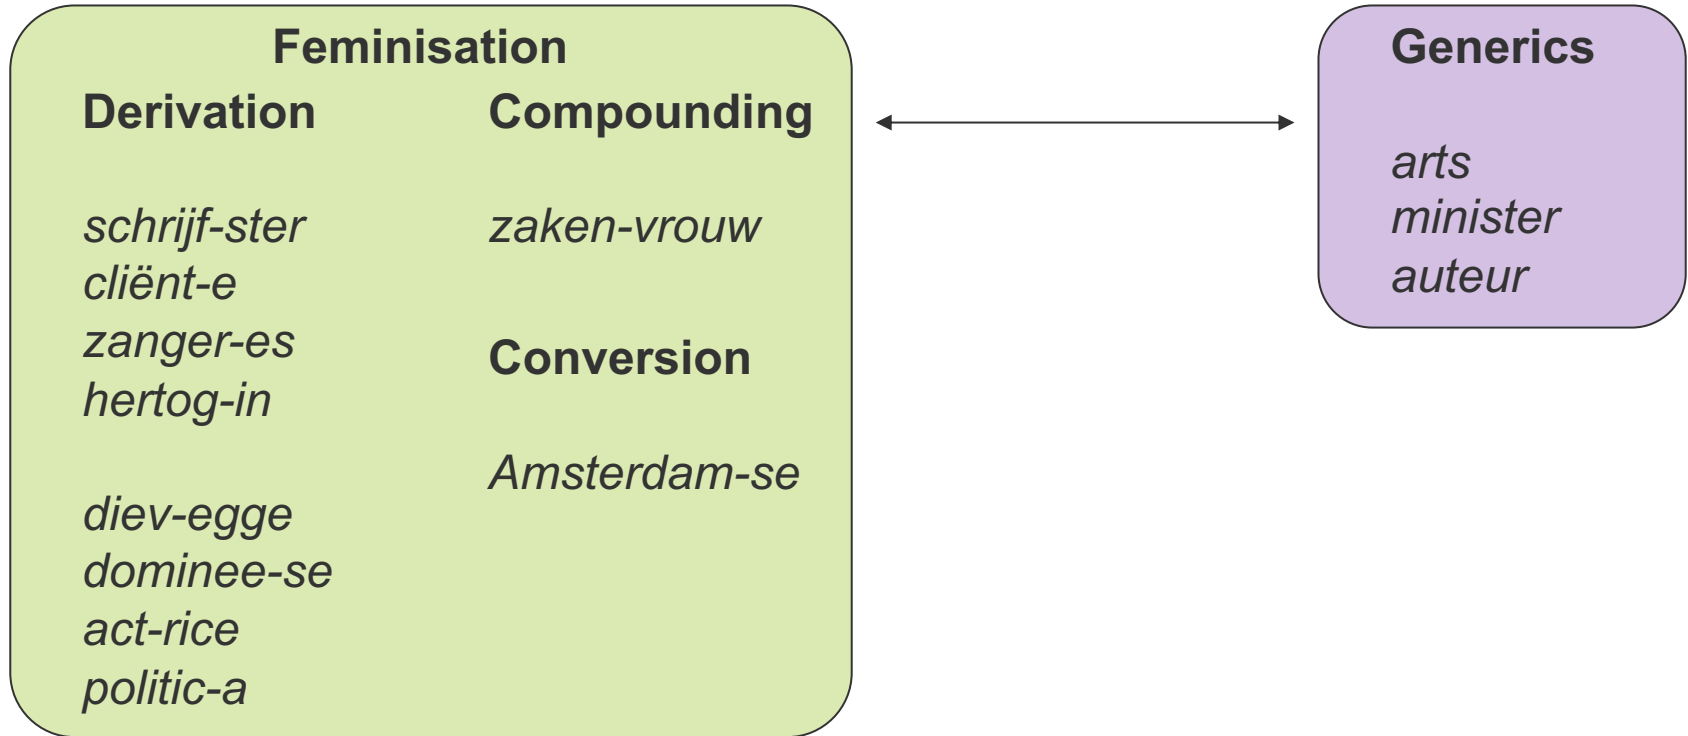 Feminisation
Derivation
schrijf-ster
cliënt-e
zanger-es
hertog-in
diev-egge
dominee-se
act-rice
politic-a
Compounding
zaken-vrouw
Conversion
Amsterdam-se
Generics
arts
minister
auteur